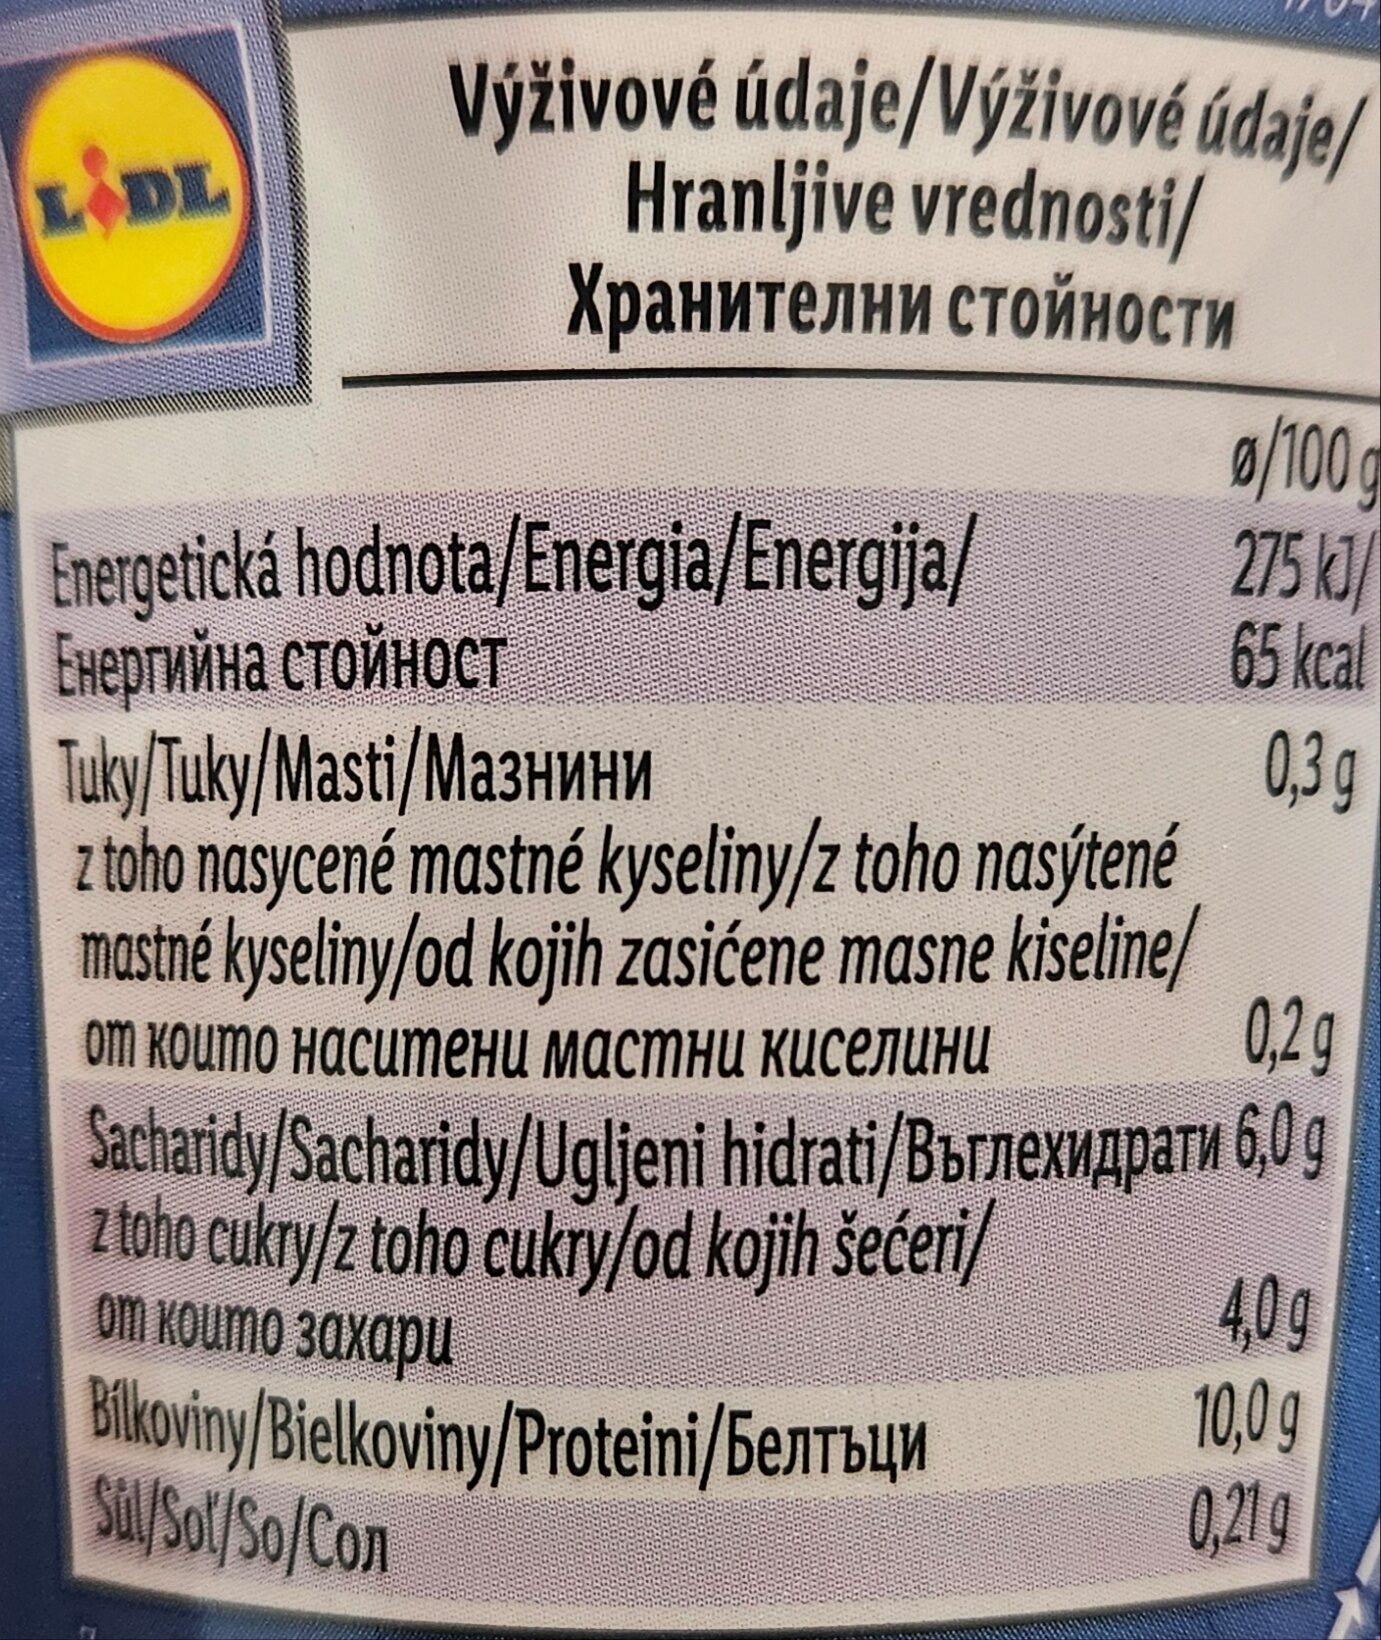 LIDL
Výživové údaje/Výživové údaje/
Hranljive vrednosti/
Хранителни стойности
ø/100 g
Energetická hodnota/Energia/Energija/ 275 kJ/
Енергийна стойност 65 kcal
Tuky/Tuky/Masti/Мазнини 0,3 g
z toho nasycené mastné kyseliny/z toho nasýtené
mastné kyseliny/od kojih zasićene masne kiseline/
от които наситени мастни киселини 0,2 g
Sacharidy/Sacharidy/Ugljeni hidrati/Въглехидрати 6,0 g
z toho cukry/z toho cukry/od kojih šećeri/
от които захари 4,0 g
Bílkoviny/Bielkoviny/Proteini/Белтъци 10,0 g
Sůl/Soľ/So/Сол 0,21 g